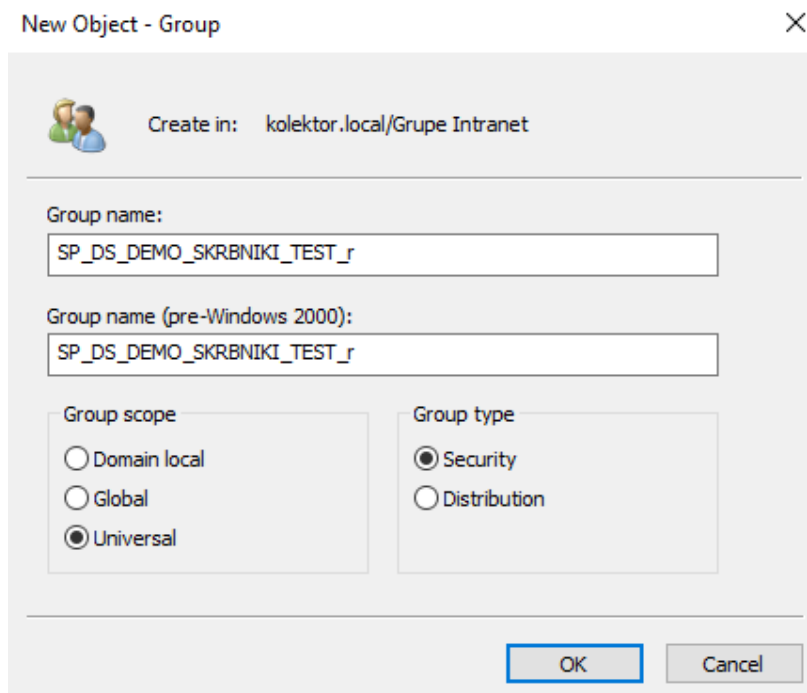 New Object - Group
Create in: kolektor.local/Grupe Intranet
Group name:
SP_DS_DEMO_SKRBNIKI_TEST_r
Group name (pre-Windows 2000):
SP_DS_DEMO_SKRBNIKI_TEST_r
Group scope
Domain local
Global
Universal
Group type
Security
Distribution
OK
Cancel